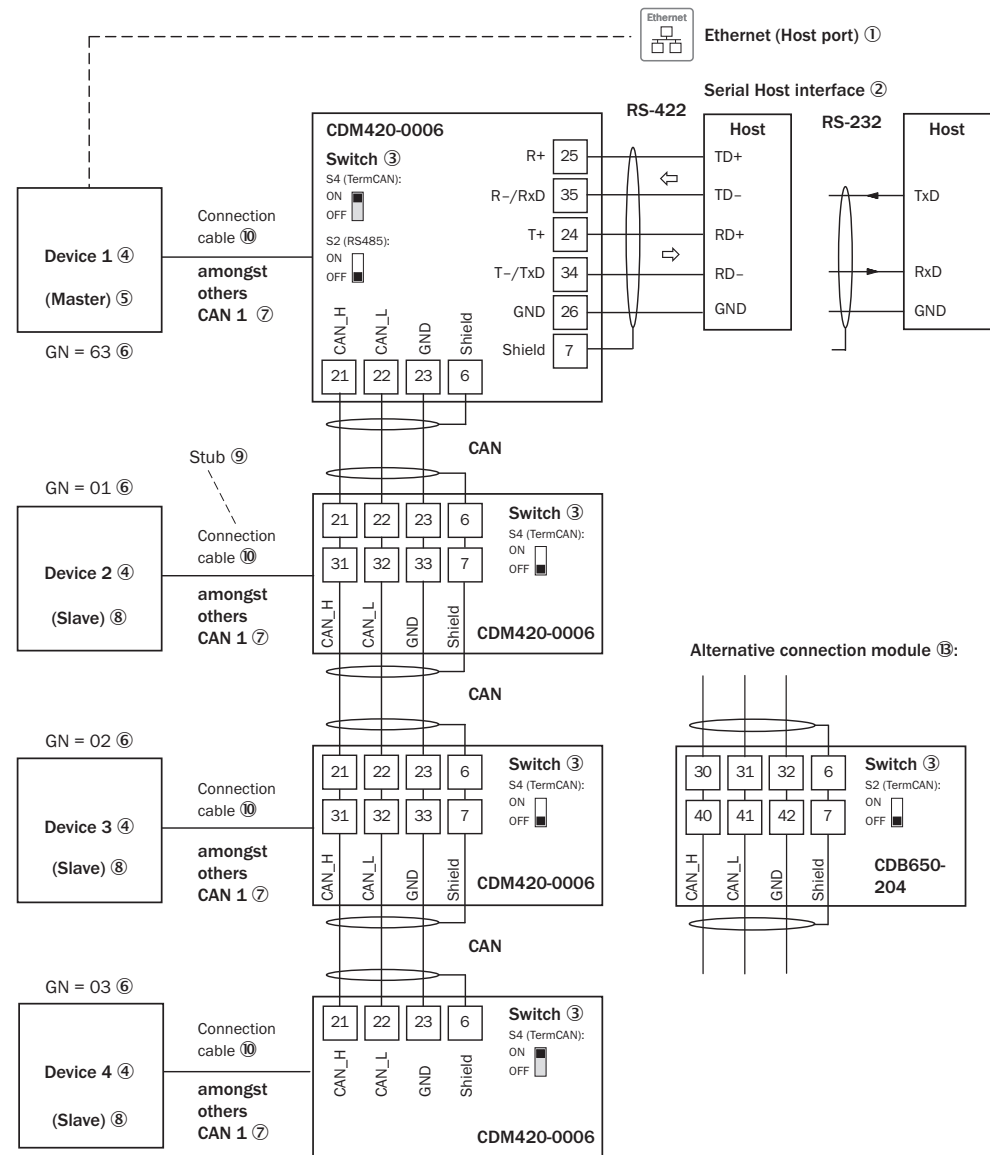 Ethernet
Ethernet (Host port) ①
Serial Host interface ②
RS-422
RS-232
CDM420-0006
Switch ③
S4 (TermCAN):
ON
OFF
S2 (RS485):
ON
OFF
R+ 25
R–/RxD 35
T+ 24
T–/TxD 34
GND 26
Shield 7
Host
TD+
TD–
RD+
RD–
GND
Host
TxD
RxD
GND
Device 1 ④
(Master) ⑤
GN = 63 ⑥
Connection
cable ⑩
amongst
others
CAN 1 ⑦
CAN_H CAN_L GND Shield
21 22 23 6
CAN
Stub ⑨
GN = 01 ⑥
Device 2 ④
(Slave) ⑧
Connection
cable ⑩
amongst
others
CAN 1 ⑦
21 22 23 6
31 32 33 7
CAN_H CAN_L GND Shield
Switch ③
S4 (TermCAN):
ON
OFF
CDM420-0006
CAN
GN = 02 ⑥
Device 3 ④
(Slave) ⑧
Connection
cable ⑩
amongst
others
CAN 1 ⑦
21 22 23 6
31 32 33 7
CAN_H CAN_L GND Shield
Switch ③
S4 (TermCAN):
ON
OFF
CDM420-0006
CAN
Alternative connection module ⑬:
30 31 32 6
40 41 42 7
CAN_H CAN_L GND Shield
Switch ③
S2 (TermCAN):
ON
OFF
CDB650-
204
GN = 03 ⑥
Device 4 ④
(Slave) ⑧
Connection
cable ⑩
amongst
others
CAN 1 ⑦
21 22 23 6
CAN_H CAN_L GND Shield
Switch ③
S4 (TermCAN):
ON
OFF
CDM420-0006